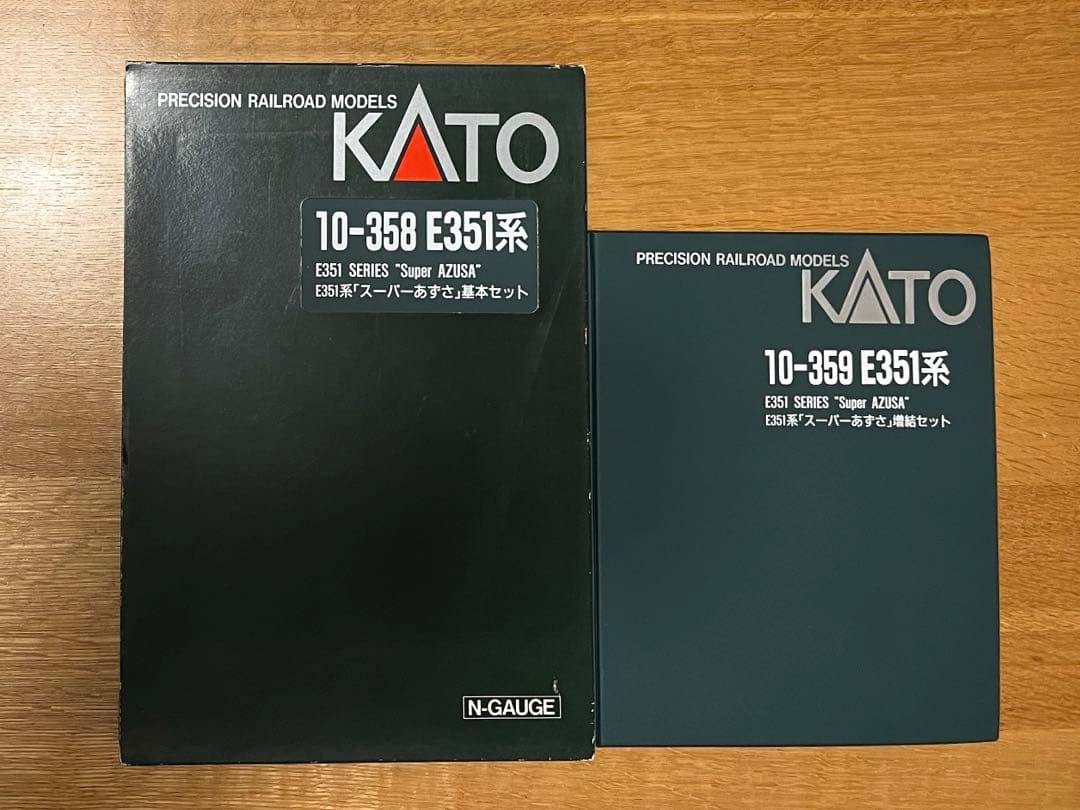 PRECISION RAILROAD MODELS
KATO
10-358 E351系
E351 SERIES "Super AZUSA"
E351系「スーパーあずさ」基本セット
N-GAUGE
PRECISION RAILROAD MODELS
KATO
10-359 E351系
E351 SERIES "Super AZUSA"
E351系「スーパーあずさ」増結セット